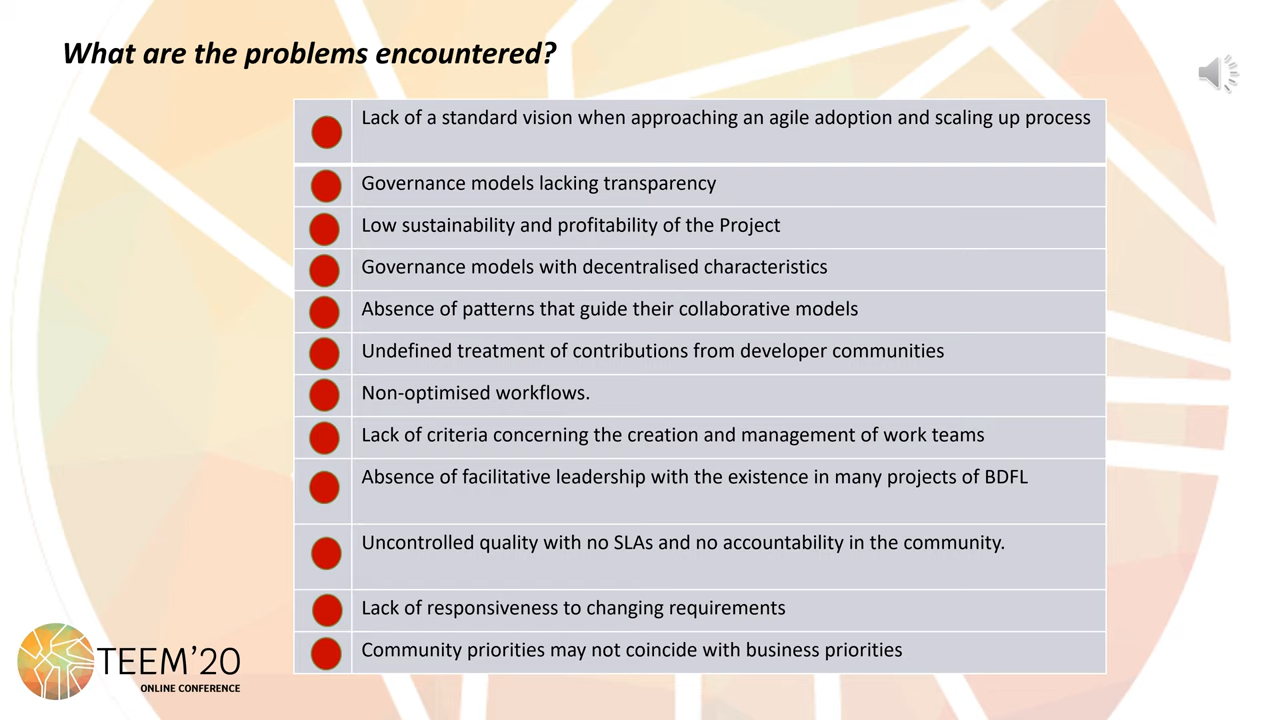 What are the problems encountered?
Lack of a standard vision when approaching an agile adoption and scaling up process
Governance models lacking transparency
Low sustainability and profitability of the Project
Governance models with decentralised characteristics
Absence of patterns that guide their collaborative models
Undefined treatment of contributions from developer communities
Non-optimised workflows.
Lack of criteria concerning the creation and management of work teams
Absence of facilitative leadership with the existence in many projects of BDFL
Uncontrolled quality with no SLAs and no accountability in the community.
Lack of responsiveness to changing requirements
Community priorities may not coincide with business priorities
TEEM’20
ONLINE CONFERENCE